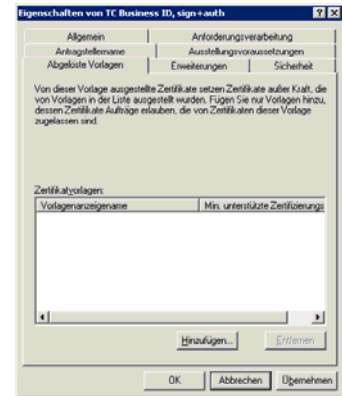 Eigenschaften von TC Business ID, sign+auth
Allgemein
Anforderungsverarbeitung
Antragstellername
Ausstellungsvoraussetzungen
Abgelöste Vorlagen
Erweiterungen
Sicherheit
Von dieser Vorlage ausgestellte Zertifikate setzen Zertifikate außer Kraft, die
von Vorlagen in der Liste ausgestellt wurden. Fügen Sie nur Vorlagen hinzu,
dessen Zertifikate Aufträge erlauben, die von Zertifikaten dieser Vorlage
zugelassen sind.
Zertifikatvorlagen:
Vorlagenanzeigename
Min. unterstützte Zertifizierungs
Hinzufügen...
Entfernen
OK
Abbrechen
Übernehmen